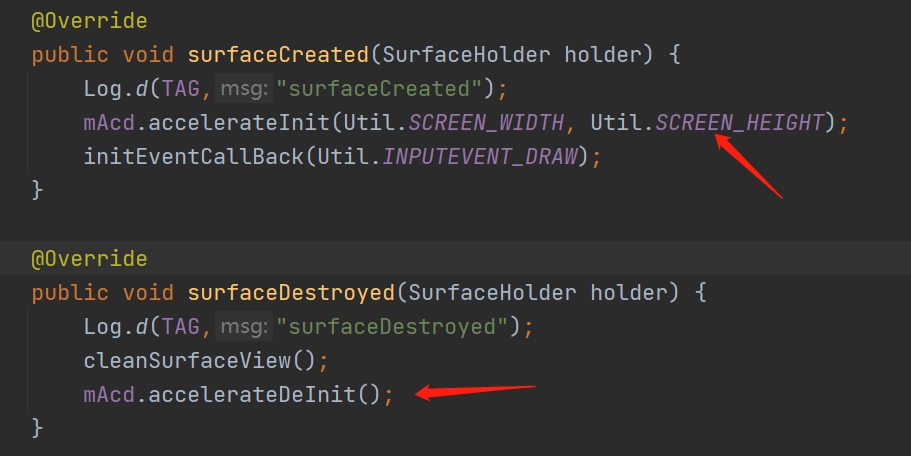 @Override
public void surfaceCreated(SurfaceHolder holder) {
Log.d(TAG, msg: "surfaceCreated");
mAcd.accelerateInit(Util.SCREEN_WIDTH, Util.SCREEN_HEIGHT);
initEventCallBack(Util.INPUTEVENT_DRAW);
}
@Override
public void surfaceDestroyed(SurfaceHolder holder) {
Log.d(TAG, msg: "surfaceDestroyed");
cleanSurfaceView();
mAcd.accelerateDeInit();
}